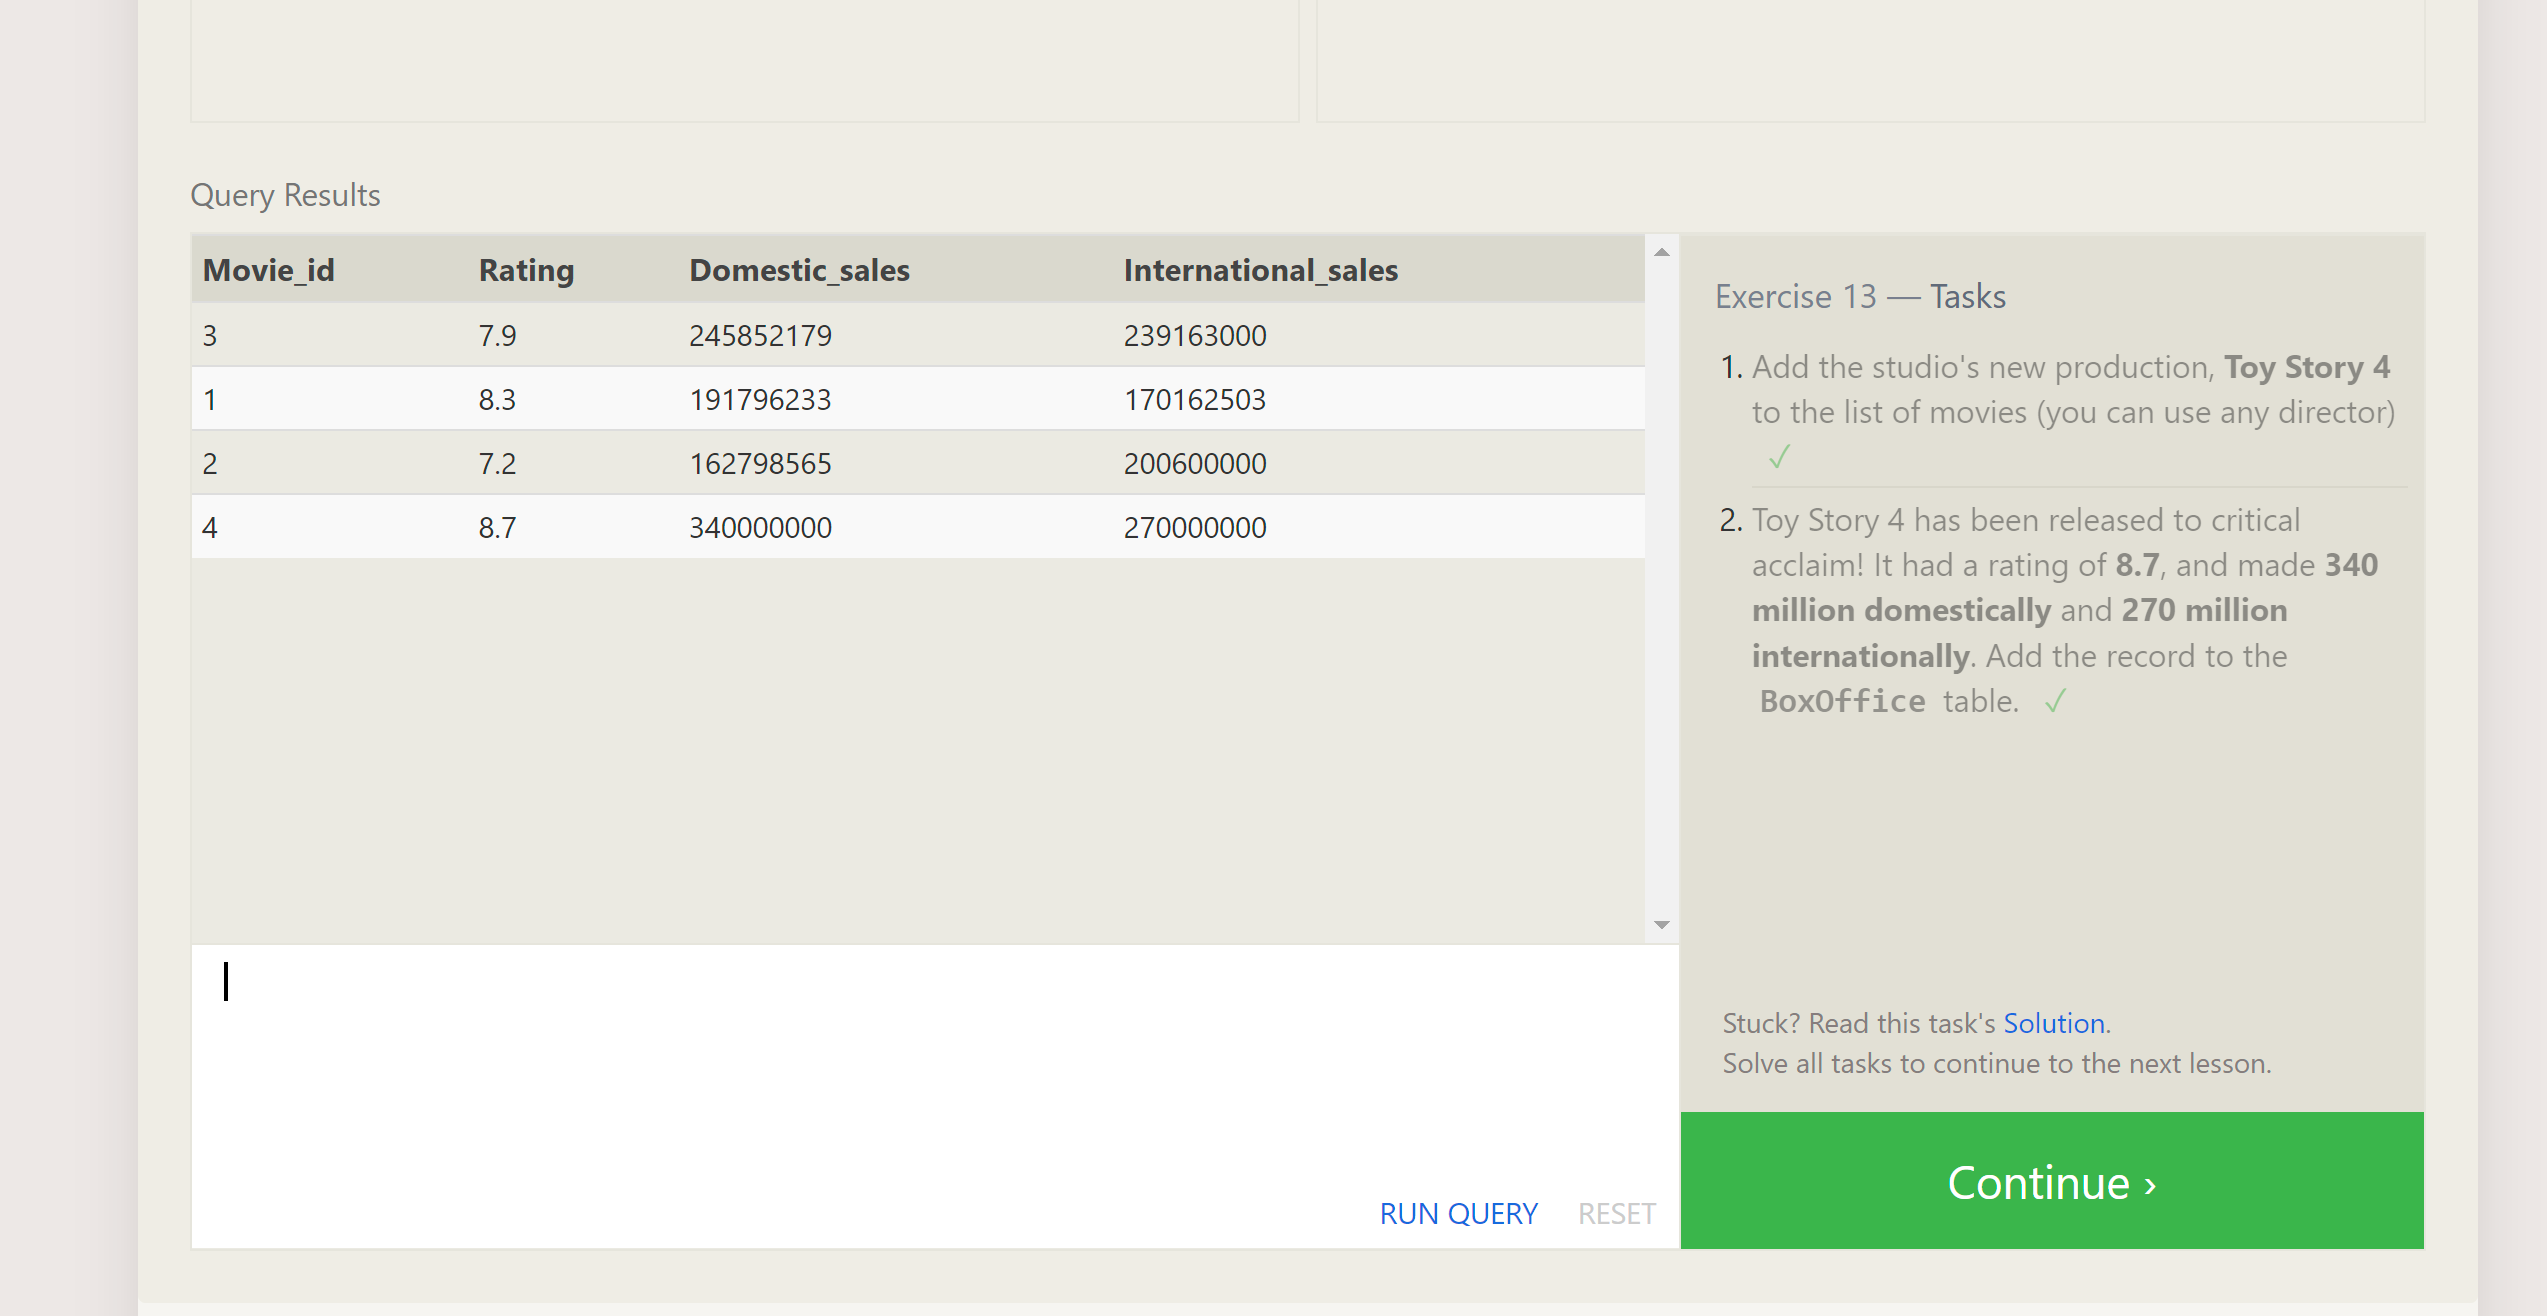 Query Results
Movie_id Rating Domestic_sales International_sales
3 7.9 245852179 239163000
1 8.3 191796233 170162503
2 7.2 162798565 200600000
4 8.7 340000000 270000000
Exercise 13 — Tasks
1. Add the studio's new production, Toy Story 4
to the list of movies (you can use any director)
✓
2. Toy Story 4 has been released to critical
acclaim! It had a rating of 8.7, and made 340
million domestically and 270 million
internationally. Add the record to the
BoxOffice table. ✓
Stuck? Read this task's Solution.
Solve all tasks to continue to the next lesson.
RUN QUERY RESET
Continue ›